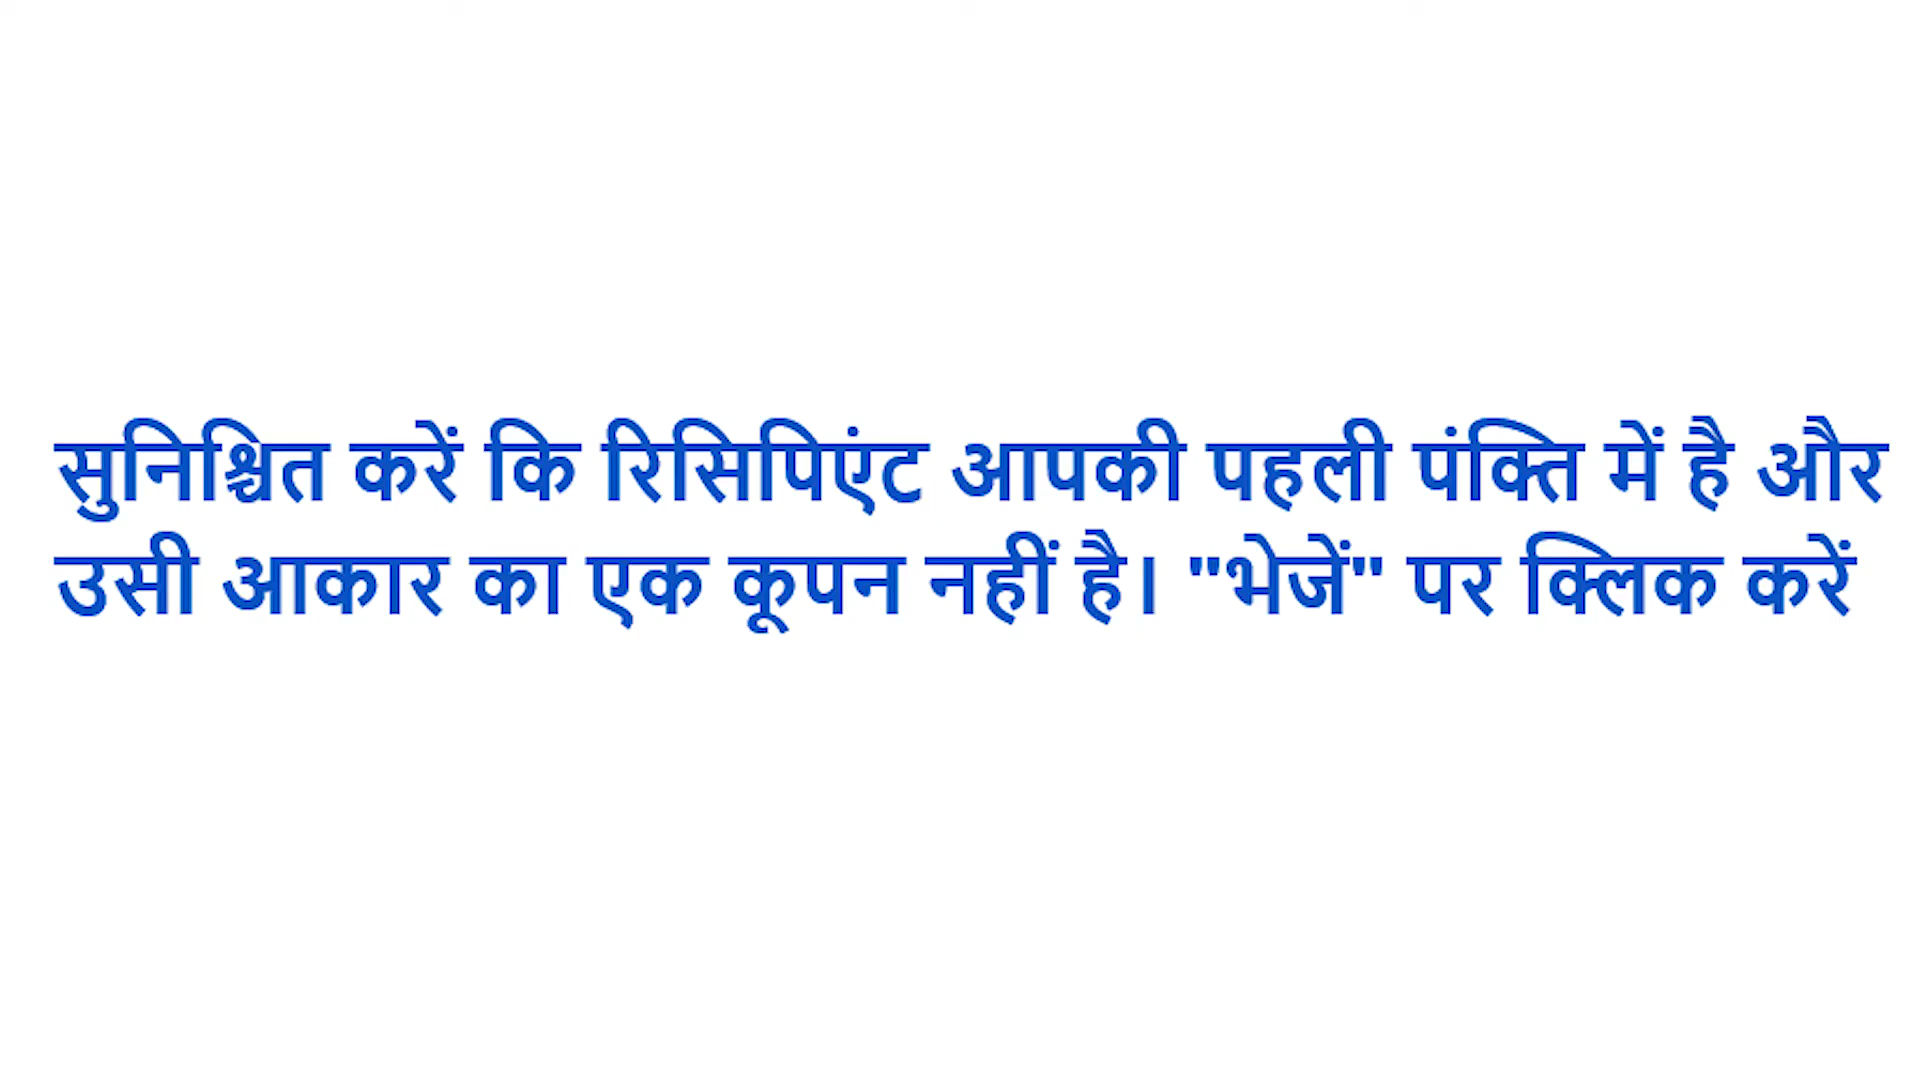 सुनिश्चित करें कि रिसिपिएंट आपकी पहली पंक्ति में है और
उसी आकार का एक कूपन नहीं है। "भेजें" पर क्लिक करें